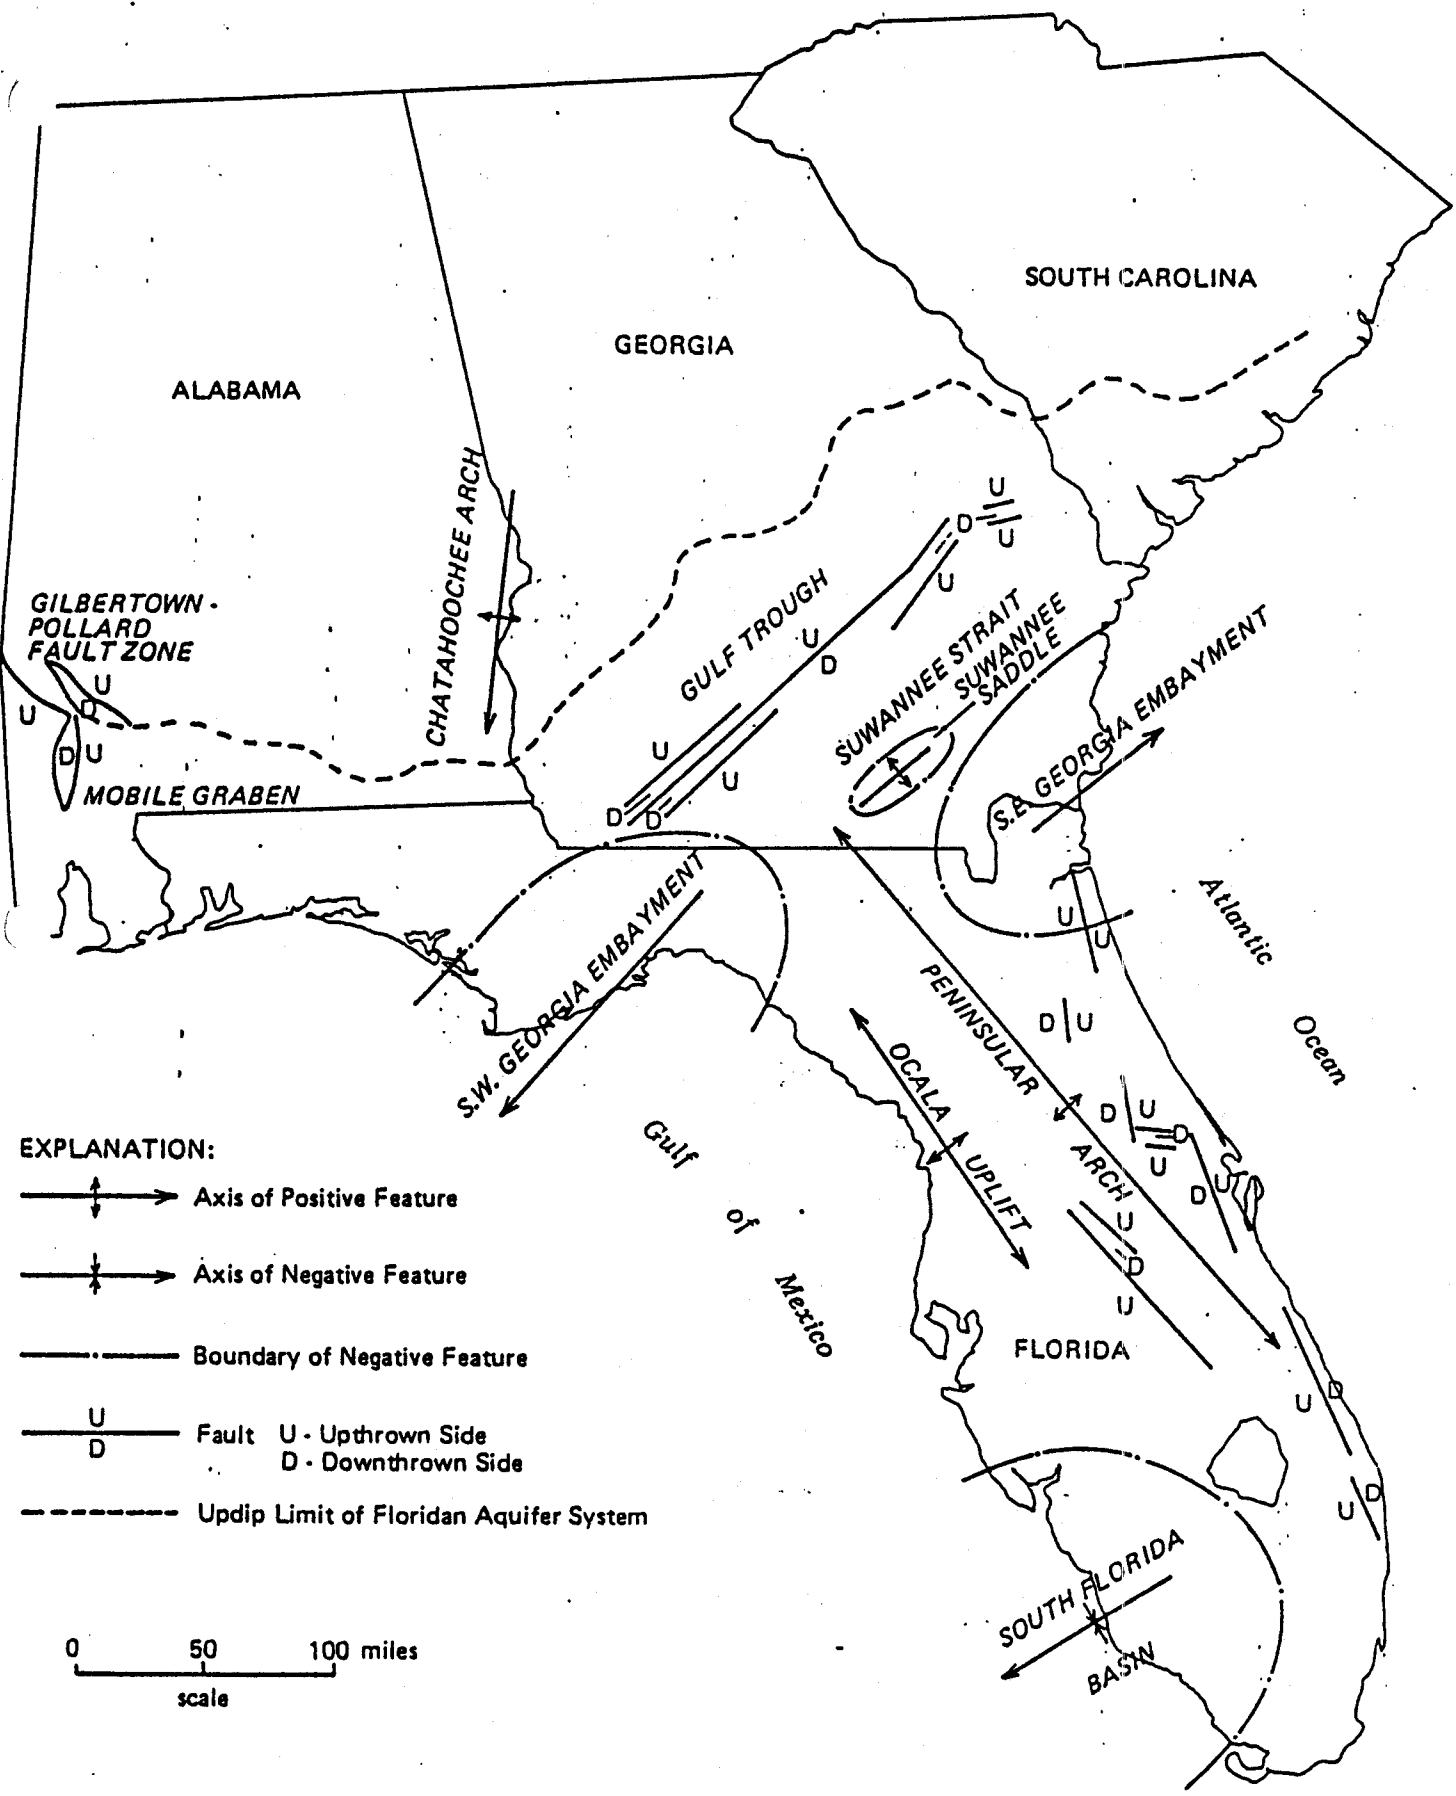 SOUTH CAROLINA
GEORGIA
ALABAMA
CHATAHOOCHEE ARCH
U
D
U
GILBERTOWN-
POLLARD
FAULT ZONE
U
D
U
D
U
MOBILE GRABEN
GULF TROUGH
U
D
U
U
U
D
D
SUWANNEE STRAIT
SUWANNEE
SADDLE
S.E. GEORGIA EMBAYMENT
S.W. GEORGIA EMBAYMENT
Atlantic
Ocean
U
U
PENINSULAR
ARCH
D
U
OCALA
UPLIFT
D
U
D
U
D
U
U
D
U
Gulf
of
Mexico
FLORIDA
U
D
U
D
SOUTH FLORIDA
BASIN
EXPLANATION:
Axis of Positive Feature
Axis of Negative Feature
Boundary of Negative Feature
U
D
Fault U - Upthrown Side
D - Downthrown Side
Updip Limit of Floridan Aquifer System
0 50 100 miles
scale